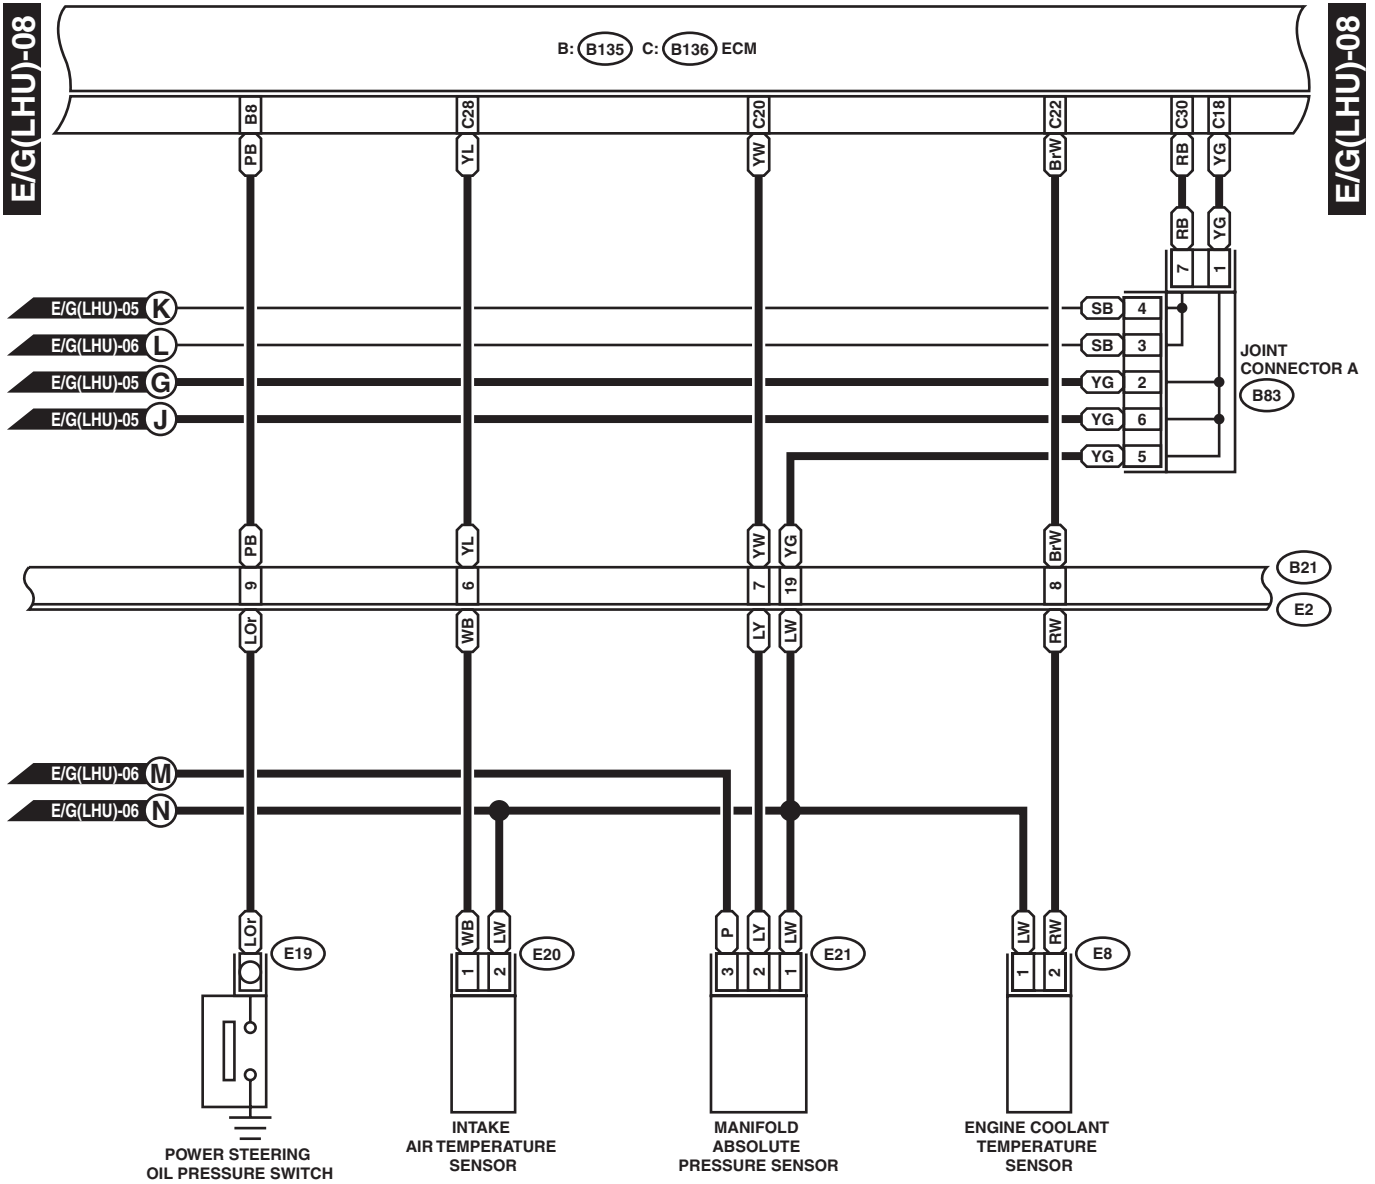 E/G(LHU)-08
E/G(LHU)-08
B: B135 C: B136 ECM
B8 C28 C20 C22 C30 C18
PB YL YW BrW RB YG
RB YG
7 1
E/G(LHU)-05 K SB 4
E/G(LHU)-06 L SB 3
E/G(LHU)-05 G YG 2
E/G(LHU)-05 J YG 6
YG 5
JOINT
CONNECTOR A
B83
PB YL YW YG BrW
9 6 7 19 8
B21
E2
LOr WB LY LW RW
E/G(LHU)-06 M
E/G(LHU)-06 N
LOr WB LW P LY LW LW RW
E19 E20 E21 E8
1 2 3 2 1 1 2
POWER STEERING
OIL PRESSURE SWITCH
INTAKE
AIR TEMPERATURE
SENSOR
MANIFOLD
ABSOLUTE
PRESSURE SENSOR
ENGINE COOLANT
TEMPERATURE
SENSOR